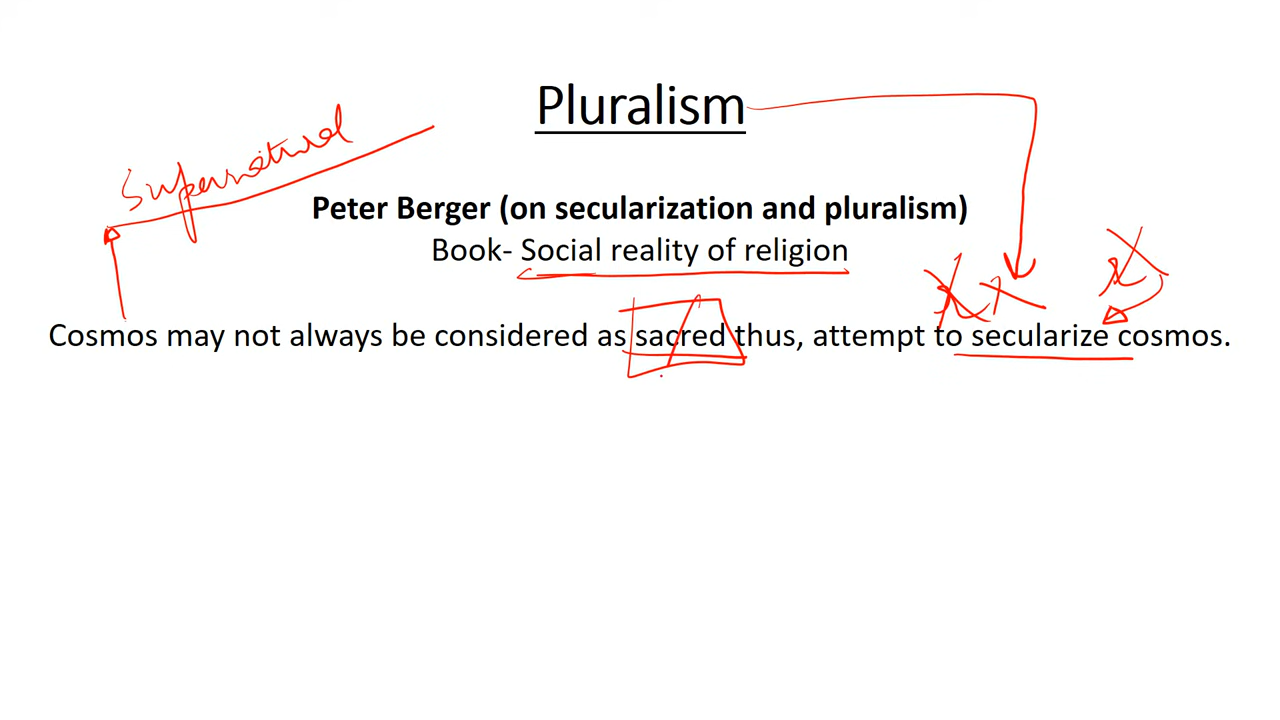 Pluralism
Supernatural
Peter Berger (on secularization and pluralism)
Book- Social reality of religion
Cosmos may not always be considered as sacred thus, attempt to secularize cosmos.